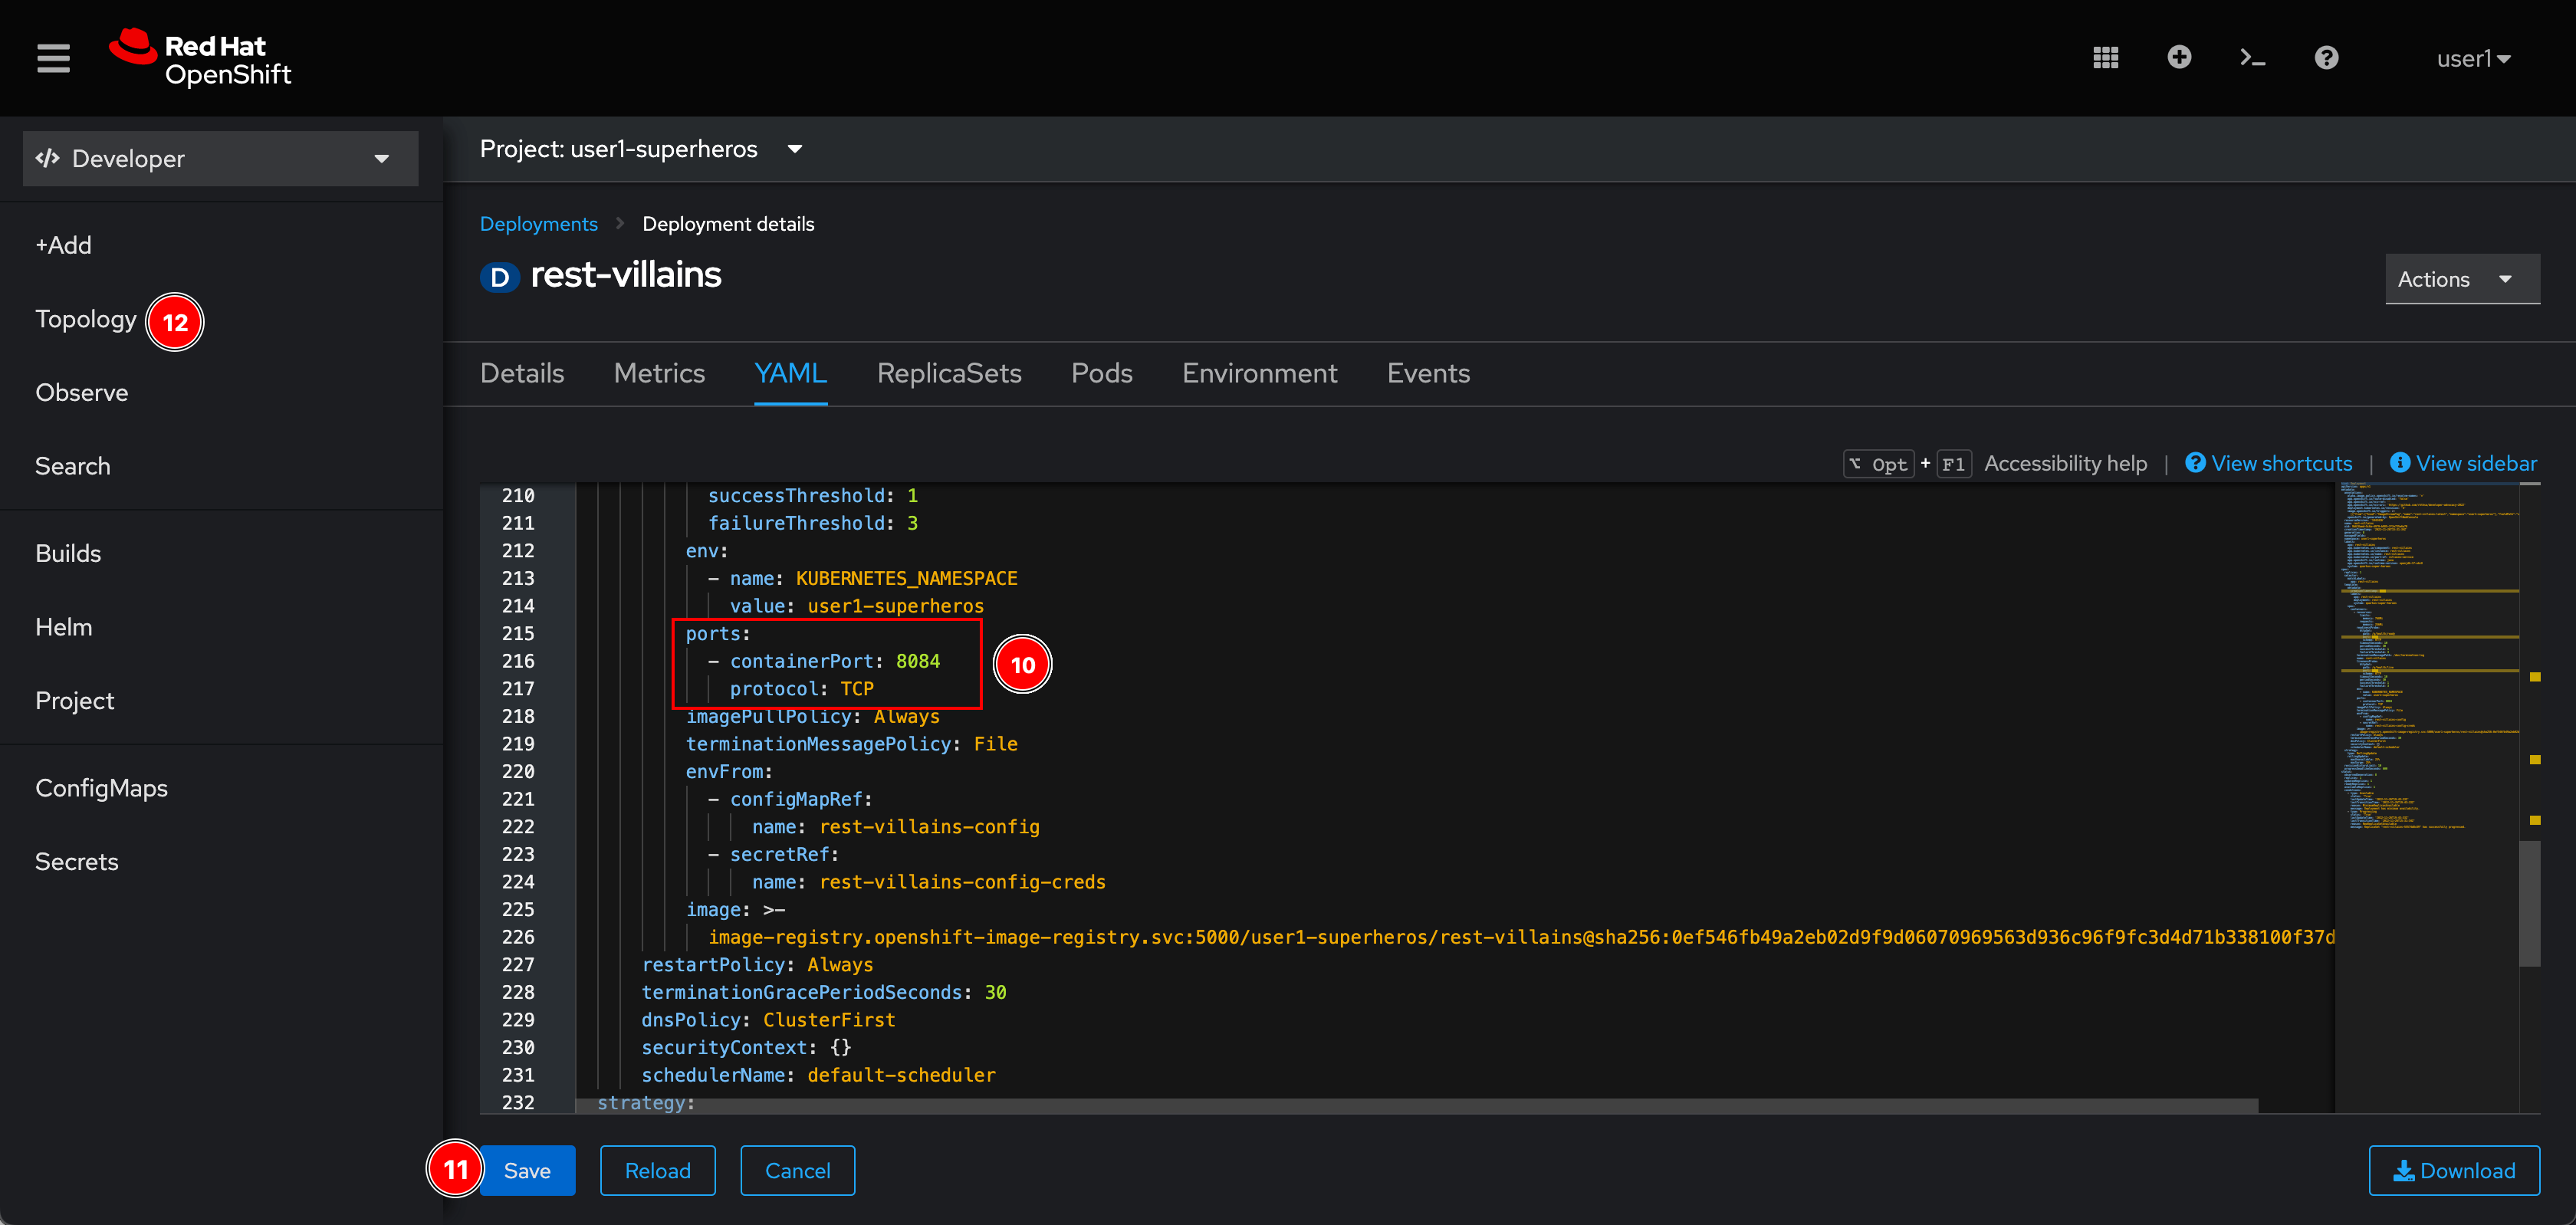 Red Hat
OpenShift
user1
Developer
+Add
Topology
12
Observe
Search
Builds
Helm
Project
ConfigMaps
Secrets
Project: user1-superheros
Deployments > Deployment details
D rest-villains
Actions
Details Metrics YAML ReplicaSets Pods Environment Events
⌥ Opt + F1 Accessibility help | View shortcuts | View sidebar
210 successThreshold: 1
211 failureThreshold: 3
212 env:
213 - name: KUBERNETES_NAMESPACE
214 value: user1-superheros
215 ports:
216 - containerPort: 8084
217 protocol: TCP
10
218 imagePullPolicy: Always
219 terminationMessagePolicy: File
220 envFrom:
221 - configMapRef:
222 name: rest-villains-config
223 - secretRef:
224 name: rest-villains-config-creds
225 image: >-
226 image-registry.openshift-image-registry.svc:5000/user1-superheros/rest-villains@sha256:0ef546fb49a2eb02d9f9d06070969563d936c96f9fc3d4d71b338100f37d
227 restartPolicy: Always
228 terminationGracePeriodSeconds: 30
229 dnsPolicy: ClusterFirst
230 securityContext: {}
231 schedulerName: default-scheduler
232 strategy:
11 Save Reload Cancel Download